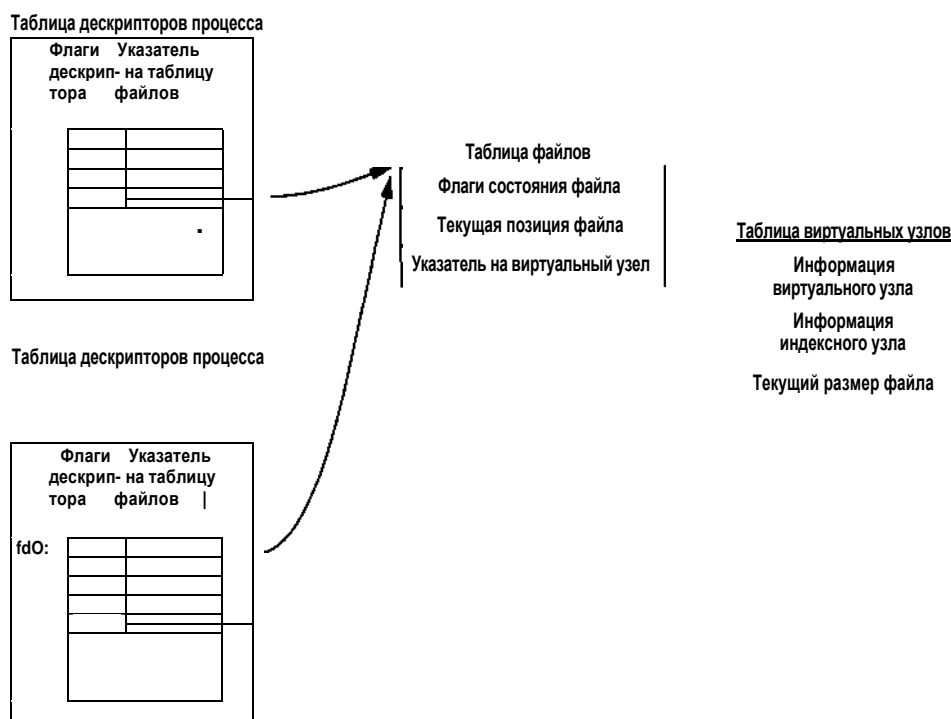 Таблица дескрипторов процесса
Флаги Указатель
дескрип- на таблицу
тора файлов
Таблица файлов
Флаги состояния файла
Текущая позиция файла
Указатель на виртуальный узел
Таблица виртуальных узлов
Информация
виртуального узла
Информация
индексного узла
Текущий размер файла
Таблица дескрипторов процесса
Флаги Указатель
дескрип- на таблицу
тора файлов |
fdO: